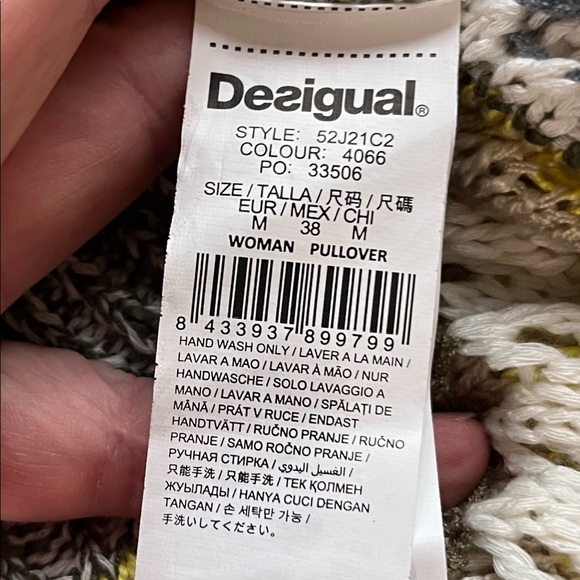 Desigual®
STYLE: 52J21C2
COLOUR: 4066
PO: 33506
SIZE / TALLA / 尺码 / 尺碼
EUR / MEX / CHI
M 38 M
WOMAN PULLOVER
8 433937 899799
HAND WASH ONLY / LAVER A LA MAIN /
LAVAR A MAO / LAVAR À MÃO / NUR
HANDWASCHE / SOLO LAVAGGIO A
MANO / LAVAR A MANO / SPĂLAŢI DE
MÂNĂ / PRÁT V RUCE / ENDAST
HANDTVÄTT / RUČNO PRANJE / RUČNO
PRANJE / SAMO ROČNO PRANJE /
РУЧНАЯ СТИРКА / الغسيل اليدوي /
只能手洗 / 只能手洗 / ТЕК ҚОЛМЕН
ЖУЫЛАДЫ / HANYA CUCI DENGAN
TANGAN / 손 세탁만 가능 /
手洗いしてください。